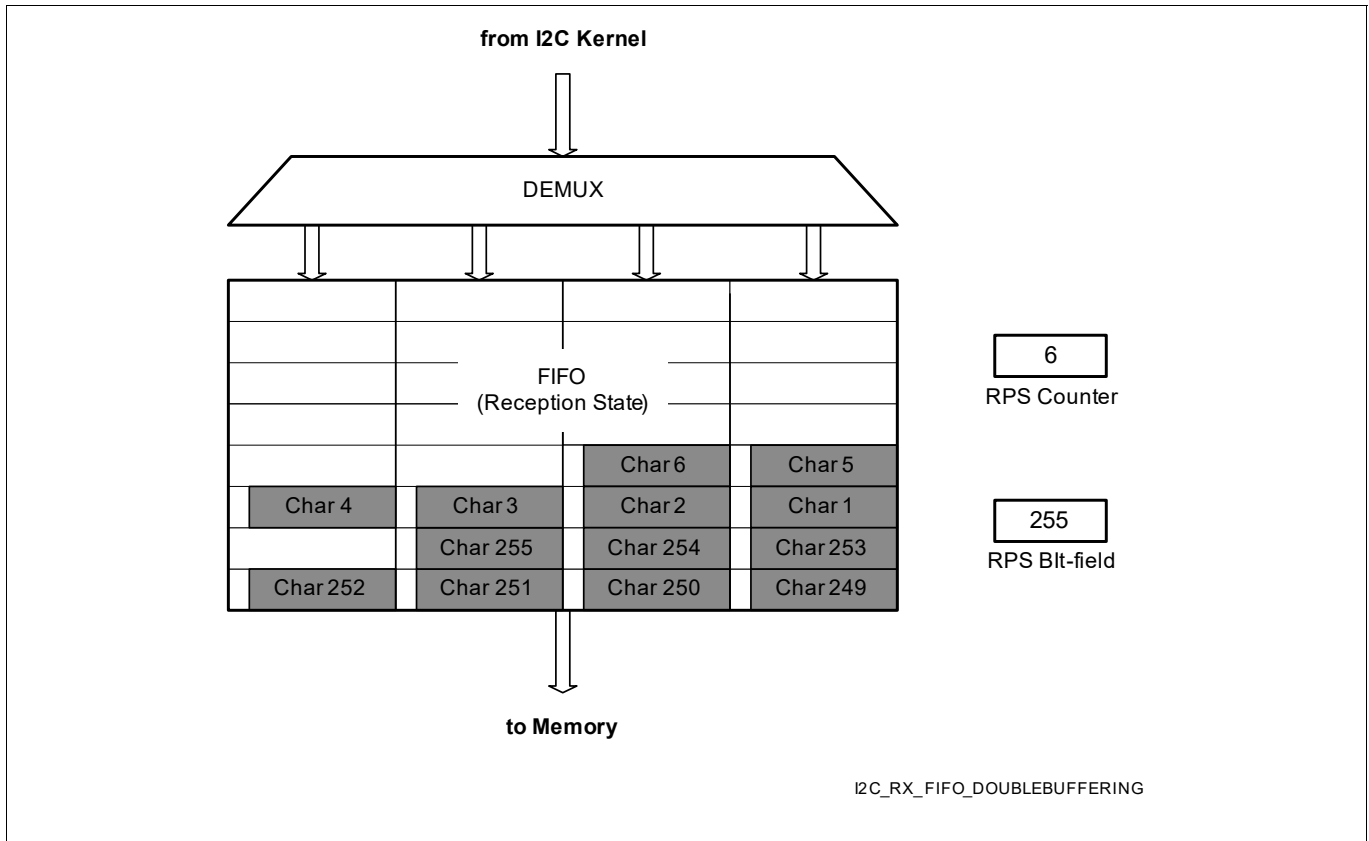 from I2C Kernel
DEMUX
FIFO
(Reception State)
6
RPS Counter
Char 6 Char 5
Char 4 Char 3 Char 2 Char 1
255
RPS BIt-field
Char 255 Char 254 Char 253
Char 252 Char 251 Char 250 Char 249
to Memory
I2C_RX_FIFO_DOUBLEBUFFERING